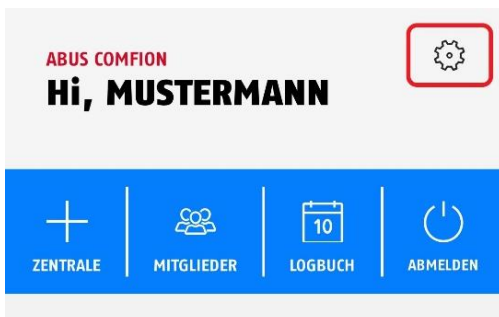 ABUS COMFION
Hi, MUSTERMANN
10
ZENTRALE
MITGLIEDER
LOGBUCH
ABMELDEN